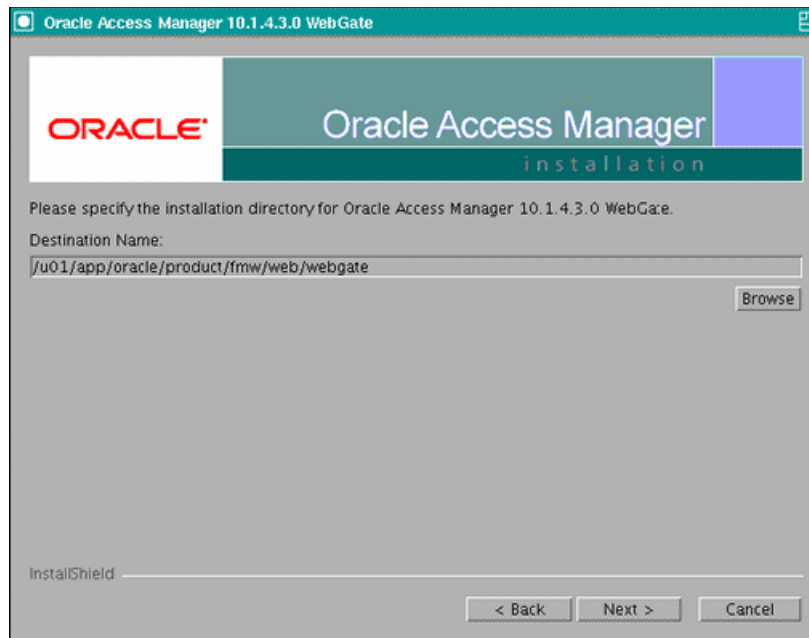 Oracle Access Manager 10.1.4.3.0 WebGate
ORACLE
Oracle Access Manager
installation
Please specify the installation directory for Oracle Access Manager 10.1.4.3.0 WebGate.
Destination Name:
/u01/app/oracle/product/fmw/web/webgate
Browse
InstallShield
< Back Next > Cancel